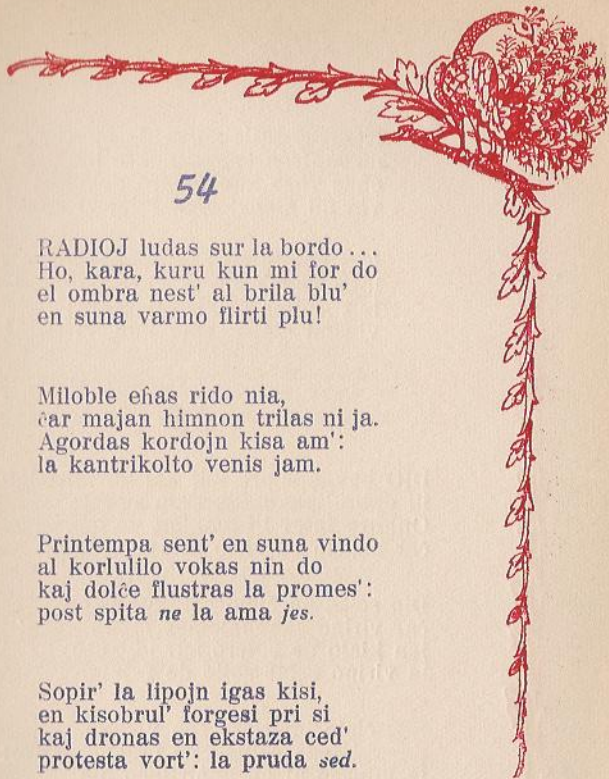 54
RADIOJ ludas sur la bordo ...
Ho, kara, kuru kun mi for do
el ombra nest' al brila blu'
en suna varmo flirti plu!
Miloble eĥas rido nia,
ĉar majan himnon trilas ni ja.
Agordas kordojn kisa am':
la kantrikolto venis jam.
Printempa sent' en suna vindo
al korlulilo vokas nin do
kaj dolĉe flustras la promes':
post spita ne la ama jes.
Sopir' la lipojn igas kisi,
en kisobrul' forgesi pri si
kaj dronas en ekstaza ced'
protesta vort': la pruda sed.